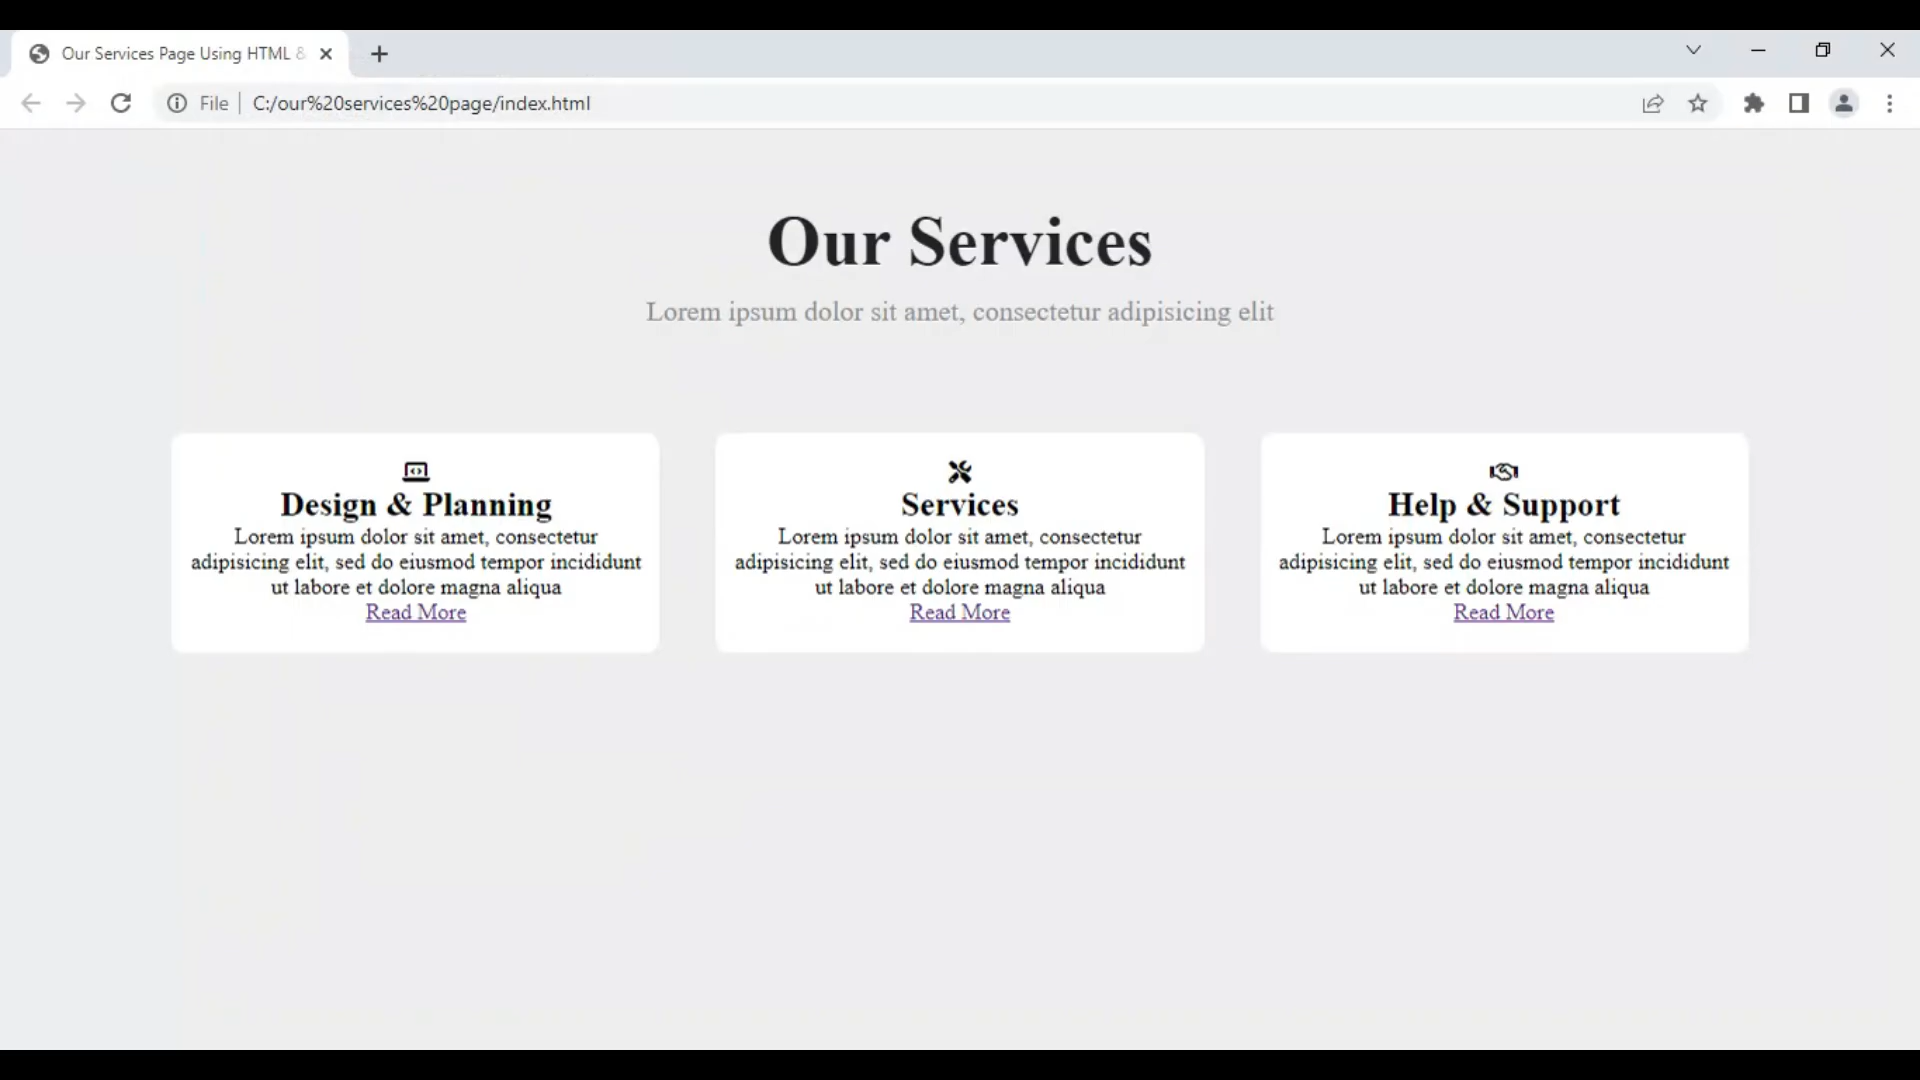 Our Services Page Using HTML &
File
C:/our%20services%20page/index.html
Our Services
Lorem ipsum dolor sit amet, consectetur adipisicing elit
Design & Planning
Lorem ipsum dolor sit amet, consectetur
adipisicing elit, sed do eiusmod tempor incididunt
ut labore et dolore magna aliqua
Read More
Services
Lorem ipsum dolor sit amet, consectetur
adipisicing elit, sed do eiusmod tempor incididunt
ut labore et dolore magna aliqua
Read More
Help & Support
Lorem ipsum dolor sit amet, consectetur
adipisicing elit, sed do eiusmod tempor incididunt
ut labore et dolore magna aliqua
Read More